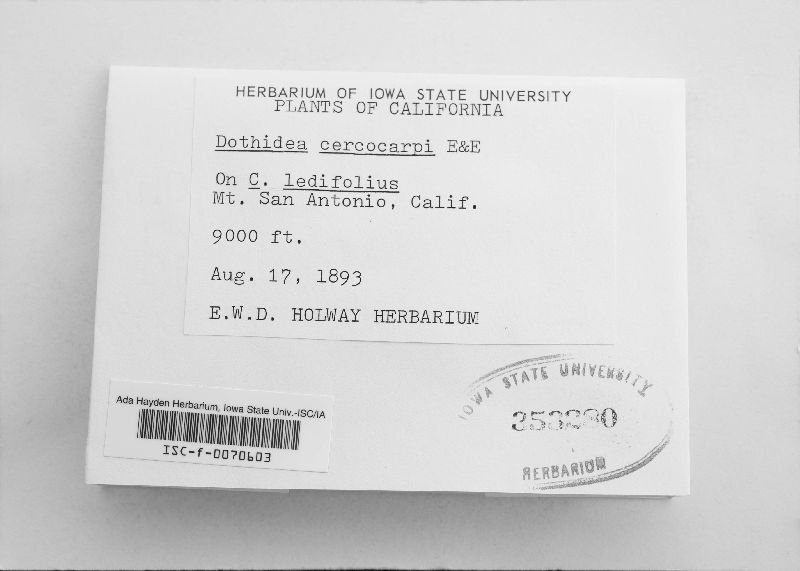 HERBARIUM OF IOWA STATE UNIVERSITY
PLANTS OF CALIFORNIA
Dothidea cercocarpi E&E
On C. ledifolius
Mt. San Antonio, Calif.
9000 ft.
Aug. 17, 1893
E.W.D. HOLWAY HERBARIUM
Ada Hayden Herbarium, Iowa State Univ.-ISC/IA
ISC-f-0070603
IOWA STATE UNIVERSITY
HERBARIUM